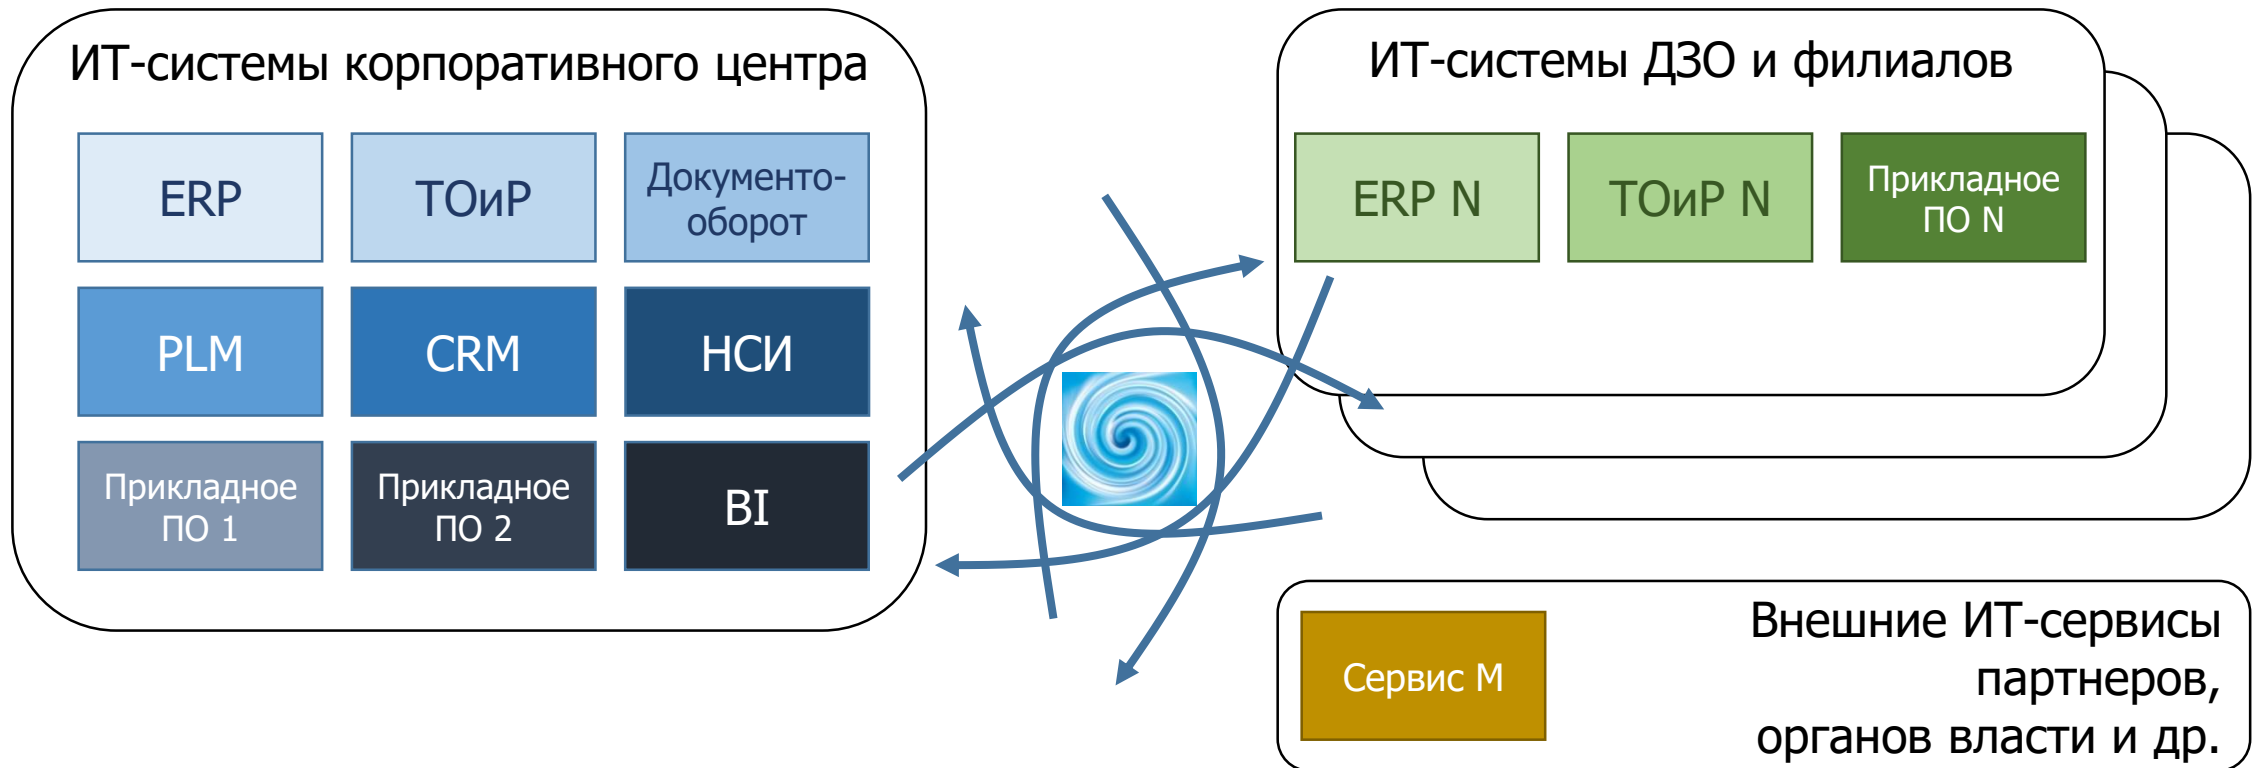 ИТ-системы корпоративного центра
ERP
ТОиР
Документо-
оборот
PLM
CRM
НСИ
Прикладное
ПО 1
Прикладное
ПО 2
BI
ИТ-системы ДЗО и филиалов
ERP N
ТОиР N
Прикладное
ПО N
Сервис М
Внешние ИТ-сервисы
партнеров,
органов власти и др.